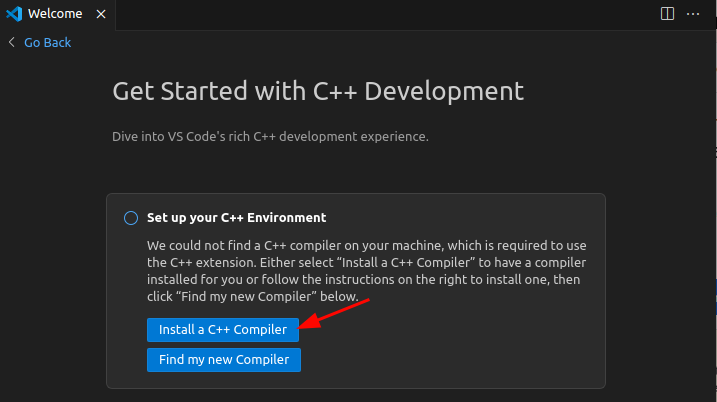 Welcome
Go Back
Get Started with C++ Development
Dive into VS Code's rich C++ development experience.
Set up your C++ Environment
We could not find a C++ compiler on your machine, which is required to use
the C++ extension. Either select “Install a C++ Compiler” to have a compiler
installed for you or follow the instructions on the right to install one, then
click “Find my new Compiler” below.
Install a C++ Compiler
Find my new Compiler